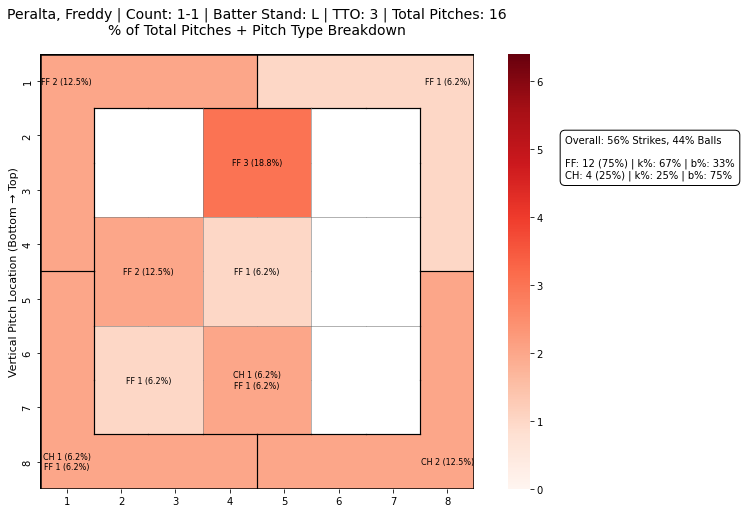 Peralta, Freddy | Count: 1-1 | Batter Stand: L | TTO: 3 | Total Pitches: 16
% of Total Pitches + Pitch Type Breakdown
FF 2 (12.5%)
FF 1 (6.2%)
FF 3 (18.8%)
FF 2 (12.5%)
FF 1 (6.2%)
FF 1 (6.2%)
CH 1 (6.2%)
FF 1 (6.2%)
CH 1 (6.2%)
FF 1 (6.2%)
CH 2 (12.5%)
Vertical Pitch Location (Bottom → Top)
1
2
3
4
5
6
7
8
1
2
3
4
5
6
7
8
6
5
4
3
2
1
0
Overall: 56% Strikes, 44% Balls
FF: 12 (75%) | k%: 67% | b%: 33%
CH: 4 (25%) | k%: 25% | b%: 75%